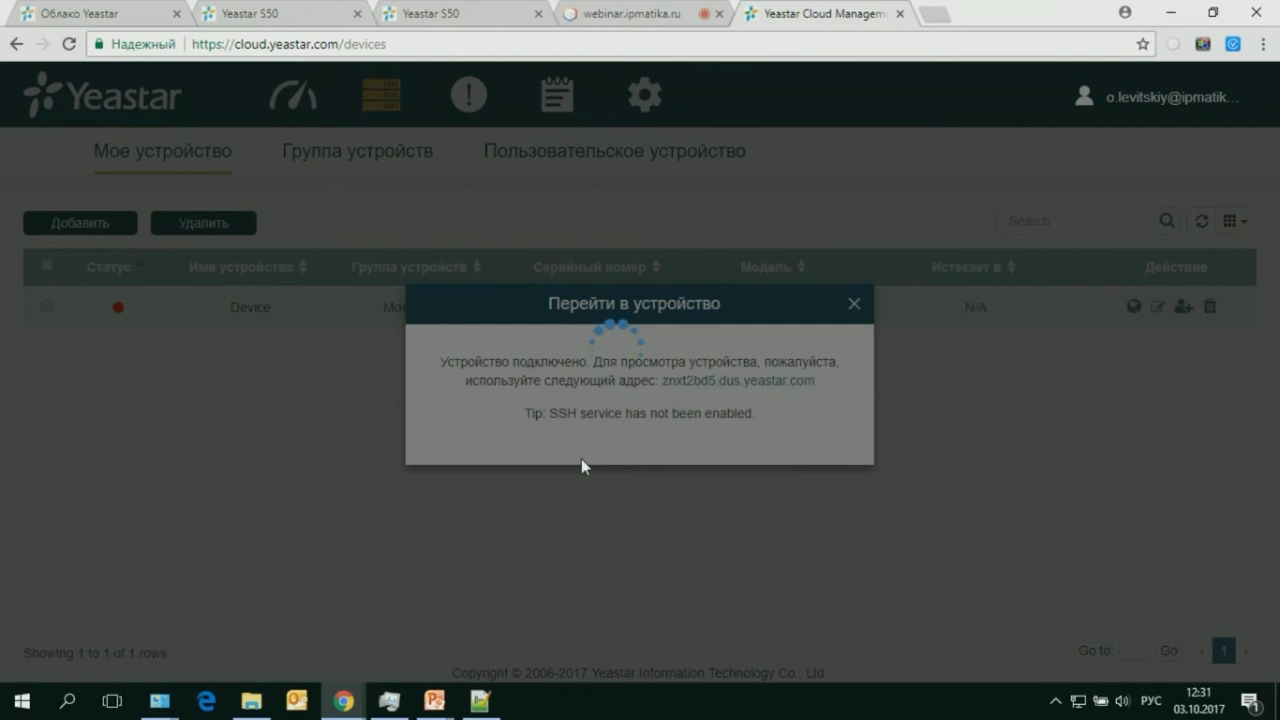 Облако Yeastar
Yeastar S50
Yeastar S50
webinar.ipmatika.ru
Yeastar Cloud Managem
Надежный
https://cloud.yeastar.com/devices
Yeastar
o.levitskiy@ipmatik...
Мое устройство
Группа устройств
Пользовательское устройство
Добавить
Удалить
Search
Статус
Имя устройства
Группа устройств
Серийный номер
Модель
Истекает в
Действие
Device
N/A
Перейти в устройство
Устройство подключено. Для просмотра устройства, пожалуйста,
используйте следующий адрес: znxt2bd5.dus.yeastar.com
Tip: SSH service has not been enabled.
Showing 1 to 1 of 1 rows
Go to:
Go
1
Copyright © 2006-2017 Yeastar Information Technology Co., Ltd.
РУС
12:31
03.10.2017
1